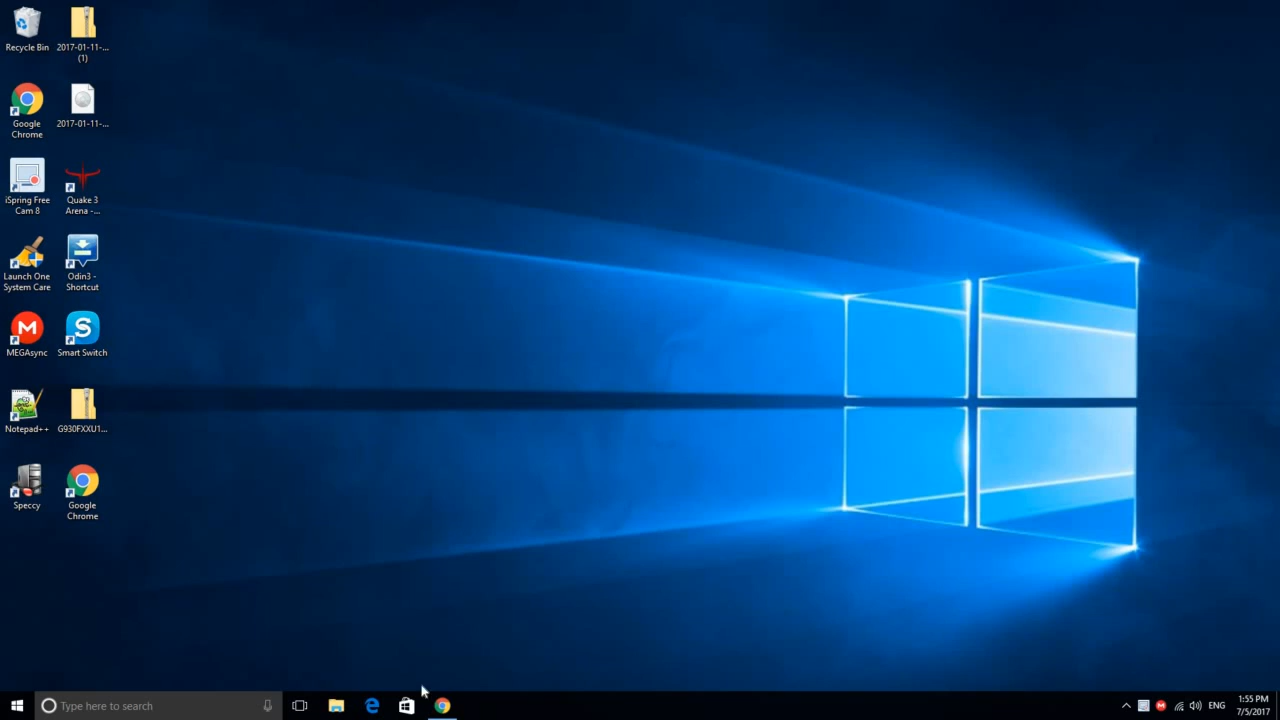 Recycle Bin
2017-01-11-...
(1)
Google
Chrome
2017-01-11-...
iSpring Free
Cam 8
Quake 3
Arena -...
Launch One
System Care
Odin3 -
Shortcut
MEGAsync
Smart Switch
Notepad++
G930FXXU1...
Speccy
Google
Chrome
Type here to search
ENG
1:55 PM
7/5/2017